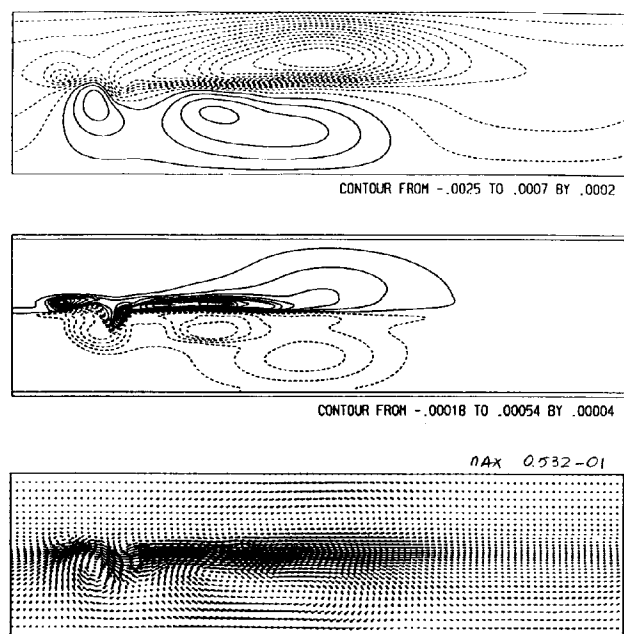 CONTOUR FROM -.0025 TO .0007 BY .0002
CONTOUR FROM -.00018 TO .00054 BY .00004
MAX 0.532-01